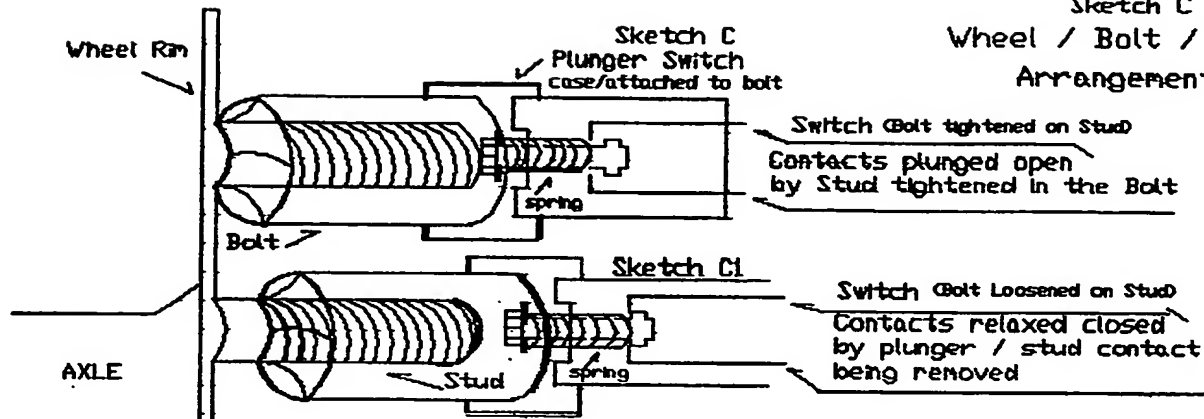 Sketch C
Wheel / Bolt /
Arrangement
Wheel Rim
Sketch C
Plunger Switch
case/attached to bolt
Switch (Bolt tightened on Stud)
Contacts plunged open
by Stud tightened in the Bolt
spring
Bolt
Sketch C1
Switch (Bolt Loosened on Stud)
Contacts relaxed closed
by plunger / stud contact
being removed
spring
Stud
AXLE